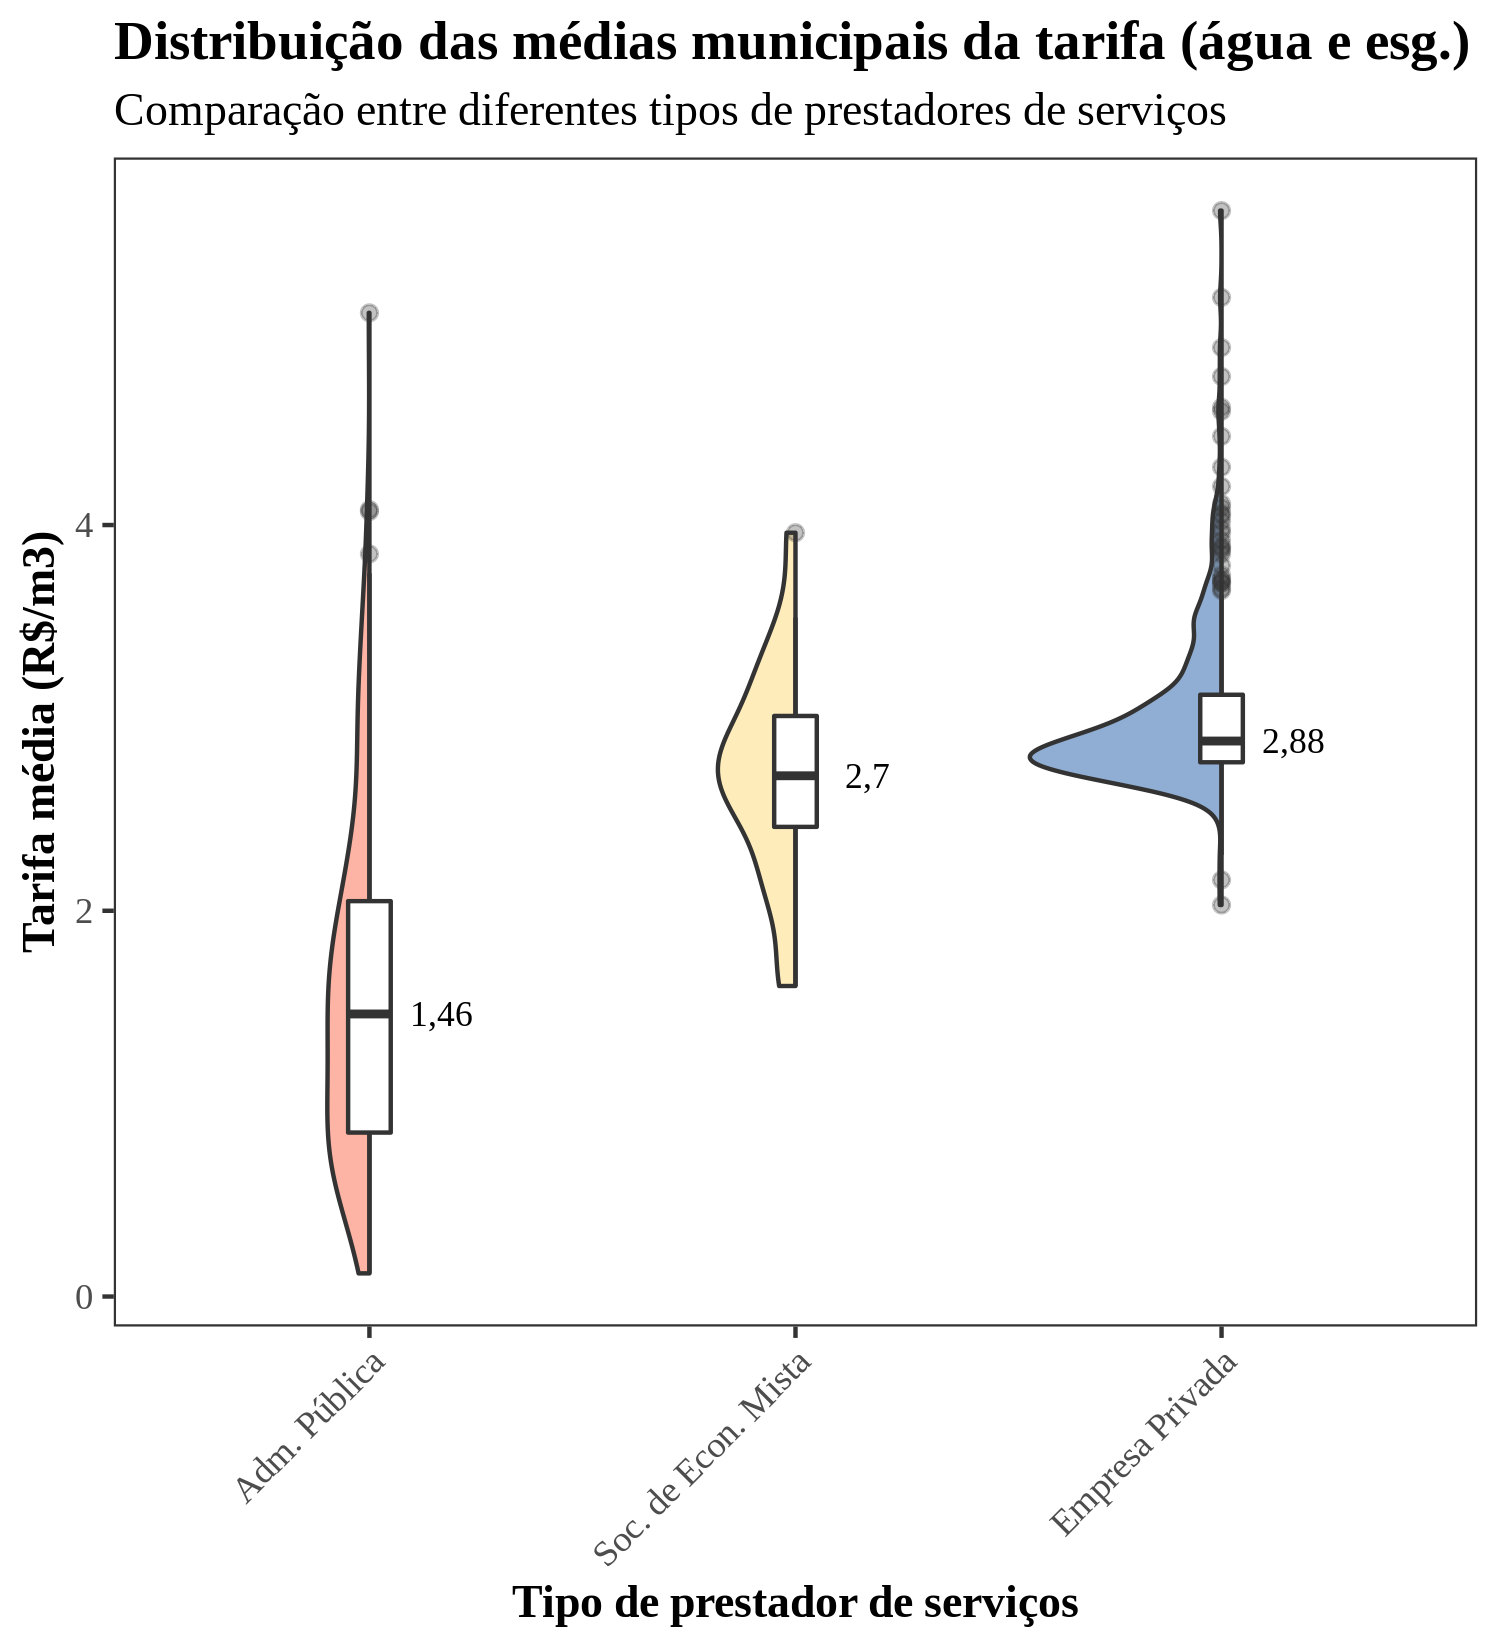 Distribuição das médias municipais da tarifa (água e esg.)
Comparação entre diferentes tipos de prestadores de serviços
Tarifa média (R$/m3)
4
2
0
1,46
2,7
2,88
Adm. Pública
Soc. de Econ. Mista
Empresa Privada
Tipo de prestador de serviços